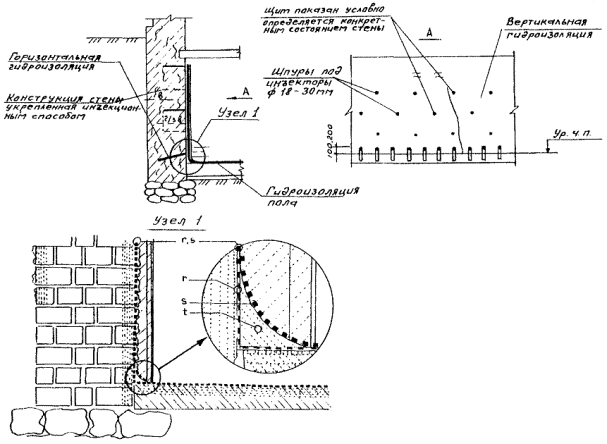 Горизонтальная
гидроизоляция
Конструкция стены
укрепленная инъекцион-
ным способом
А
Узел 1
Гидроизоляция
пола
Щит показан условно
определяется конкрет-
ным состоянием стены
А
Вертикальная
гидроизоляция
Шпуры под
инъекторы
ф 18-30мм
100,200
Ур. ч. п.
Узел 1
r,s
r
s
t